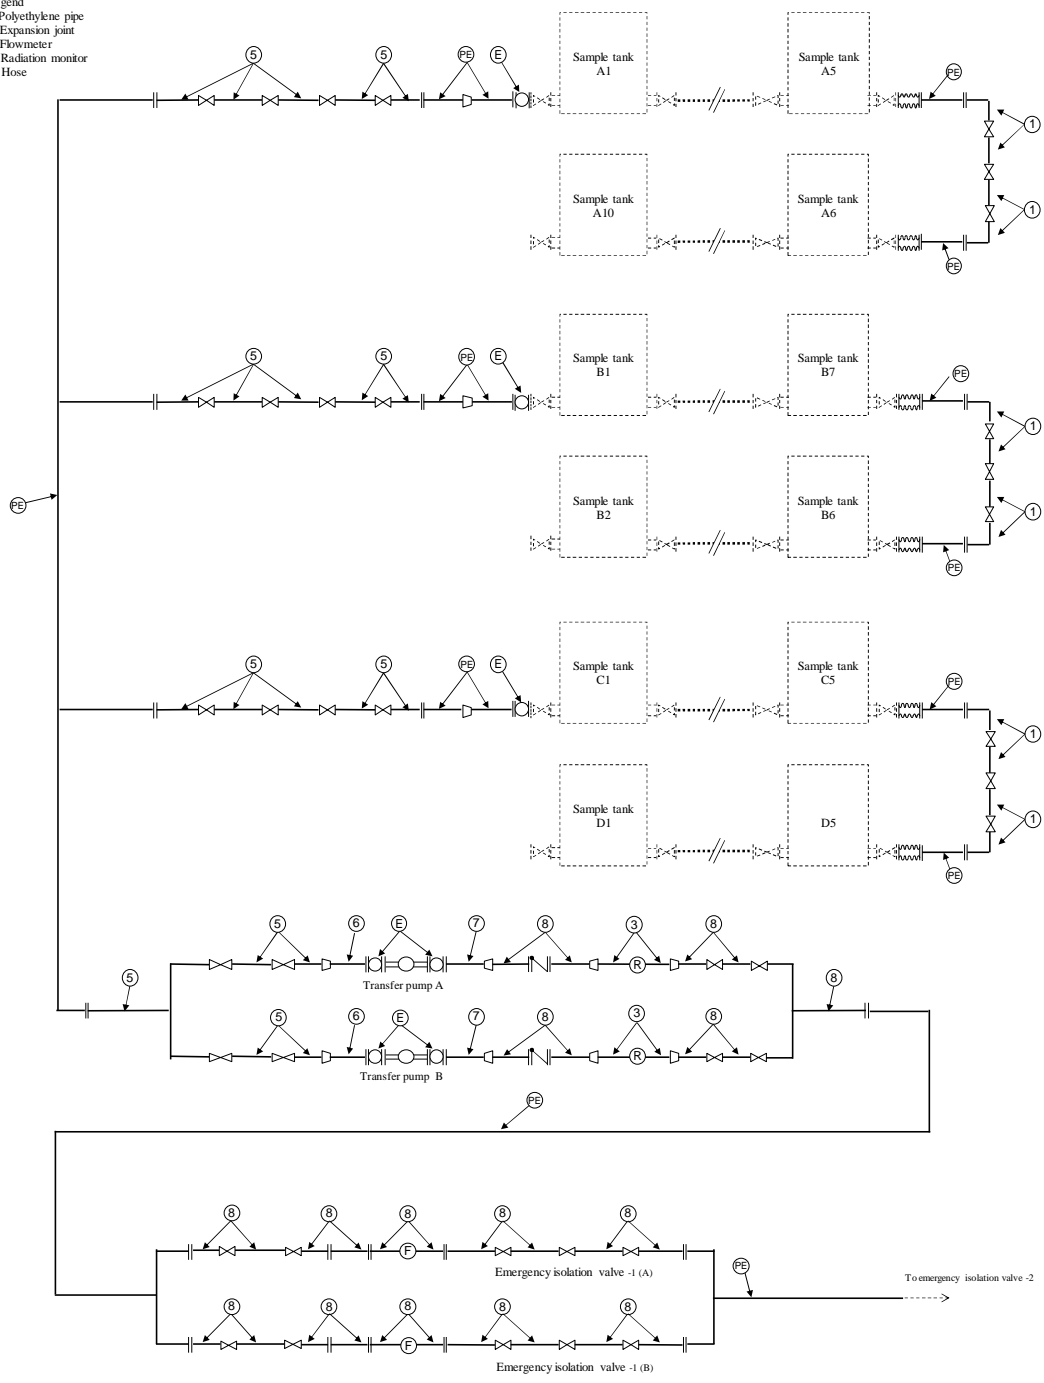 gend
Polyethylene pipe
Expansion joint
Flowmeter
Radiation monitor
Hose
5 5 PE E
Sample tank
A1
Sample tank
A5
PE
1
Sample tank
A10
Sample tank
A6
1
PE
5 5 PE E
Sample tank
B1
Sample tank
B7
PE
1
PE
Sample tank
B2
Sample tank
B6
1
PE
5 5 PE E
Sample tank
C1
Sample tank
C5
PE
1
Sample tank
D1
D5
1
PE
5 6 E 7 8 3 8
R
Transfer pump A
5 8
5 6 E 7 8 3 8
R
Transfer pump B
PE
8 8 8 8 8
F
Emergency isolation valve -1 (A)
PE
To emergency isolation valve -2
8 8 8 8 8
F
Emergency isolation valve -1 (B)